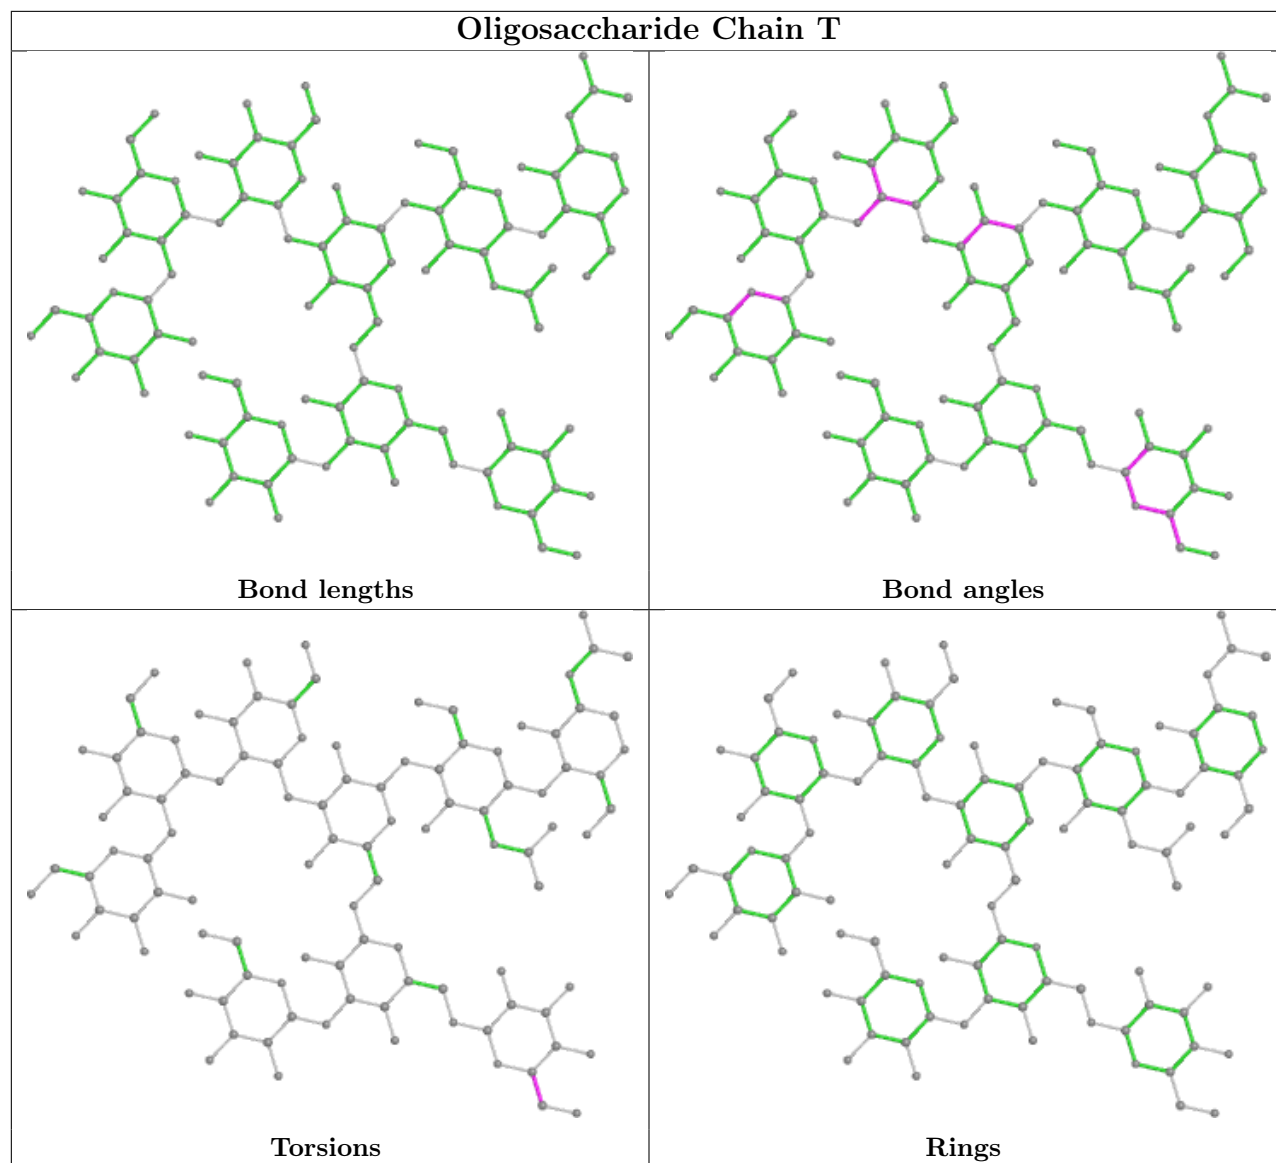 Oligosaccharide Chain T
Bond lengths
Bond angles
Torsions
Rings